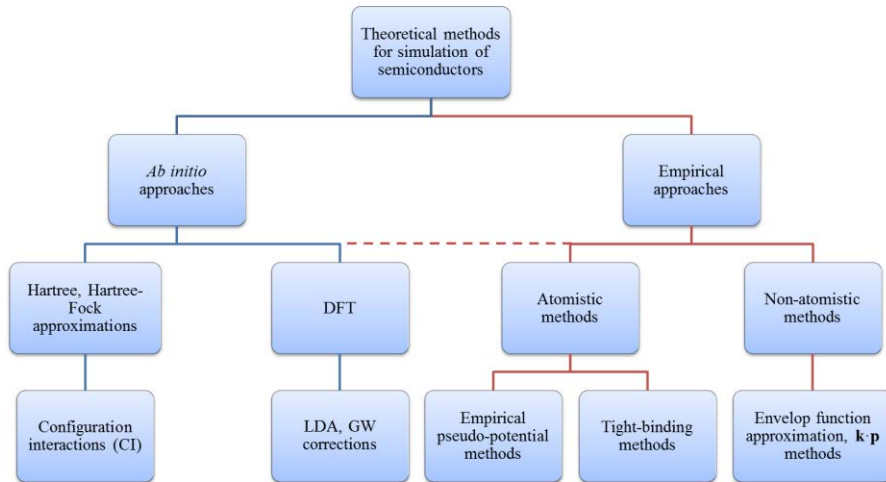 Theoretical methods
for simulation of
semiconductors
Ab initio
approaches
Empirical
approaches
Hartree, Hartree-
Fock
approximations
DFT
Atomistic
methods
Non-atomistic
methods
Configuration
interactions (CI)
LDA, GW
corrections
Empirical
pseudo-potential
methods
Tight-binding
methods
Envelop function
approximation, k·p
methods